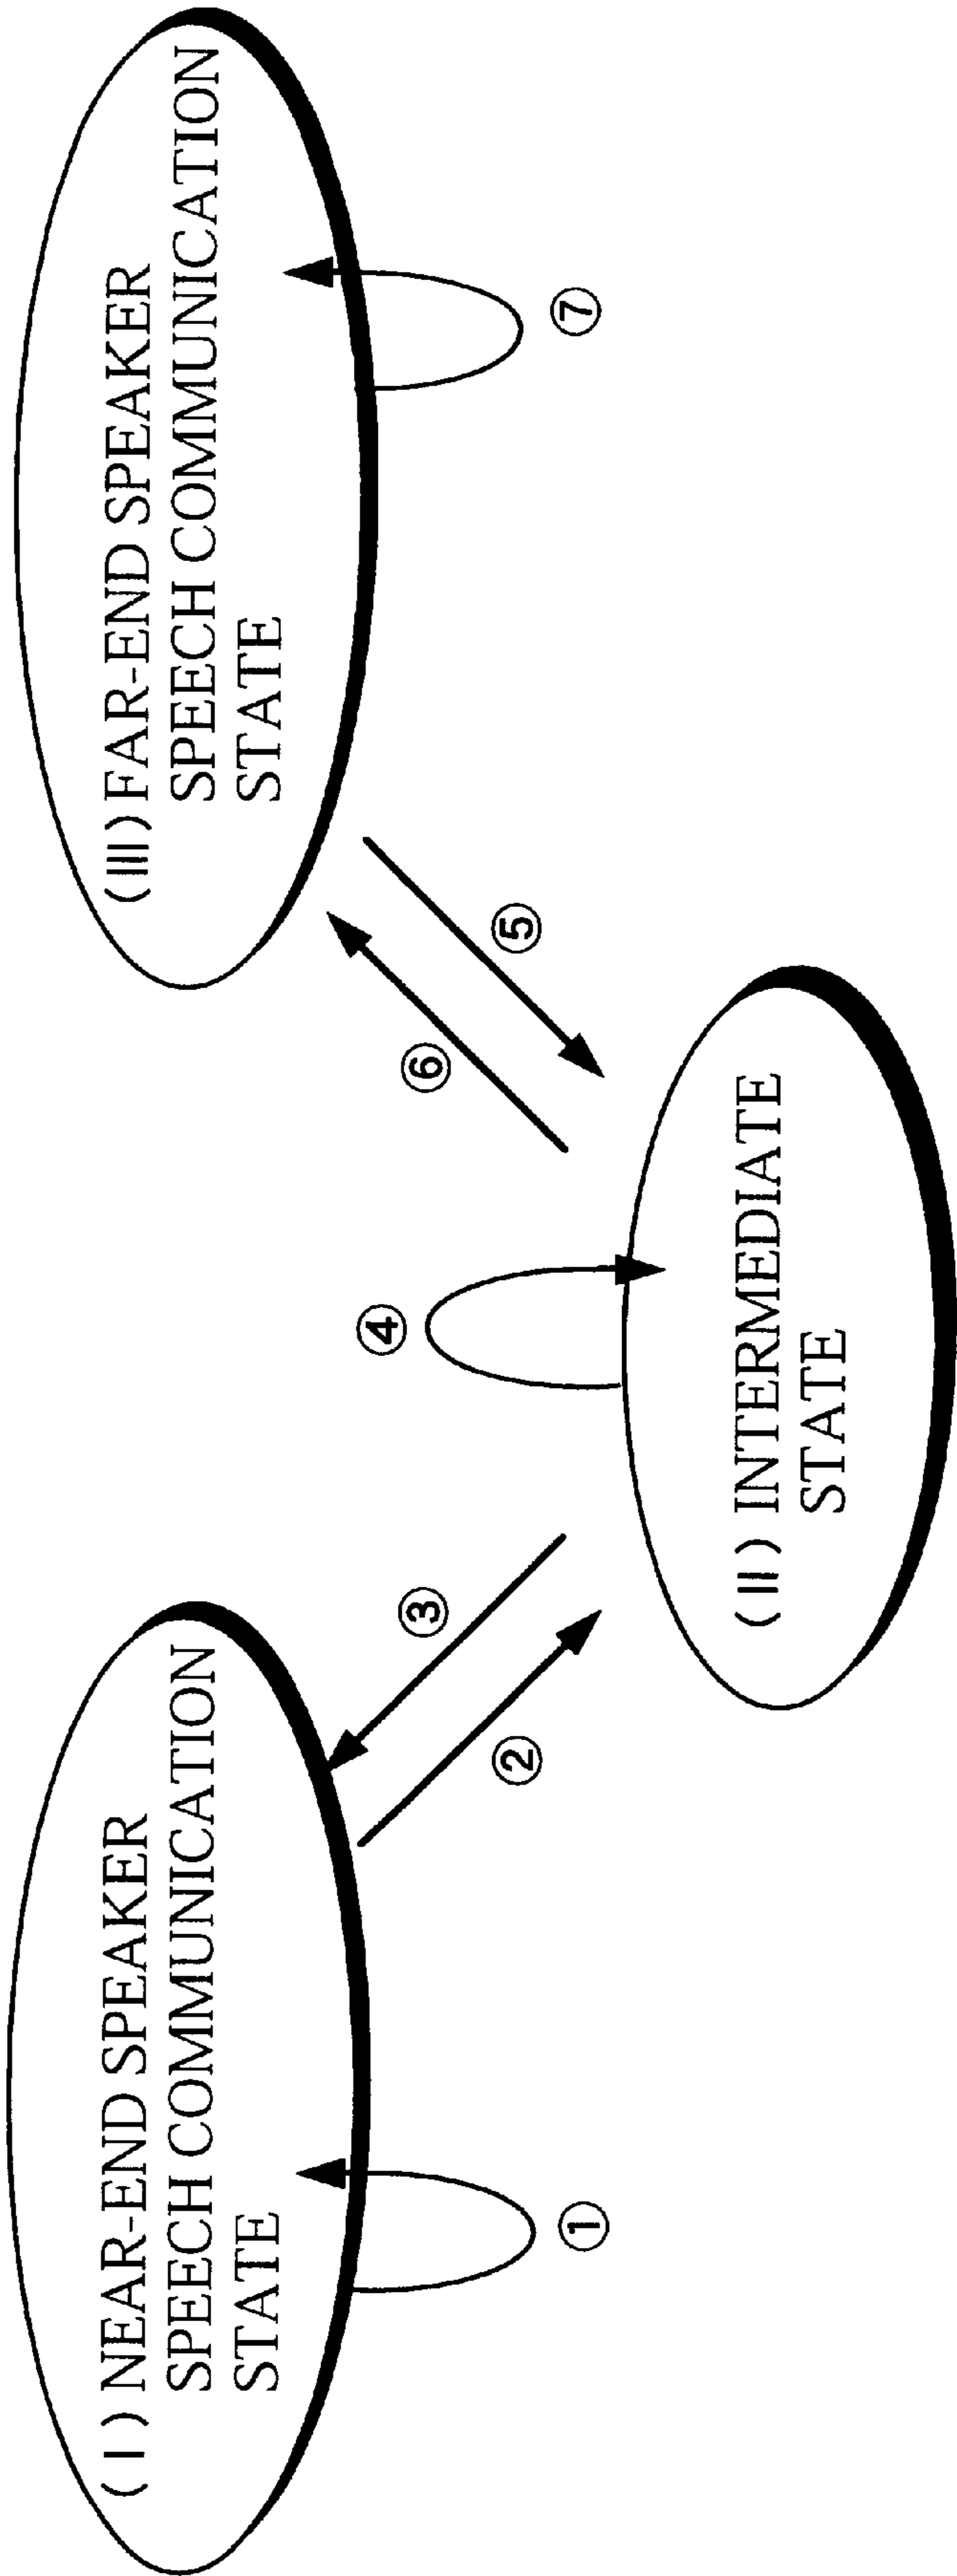 ( I ) NEAR-END SPEAKER
SPEECH COMMUNICATION
STATE
(III) FAR-END SPEAKER
SPEECH COMMUNICATION
STATE
①
②
③
④
⑤
⑥
⑦
( II ) INTERMEDIATE
STATE